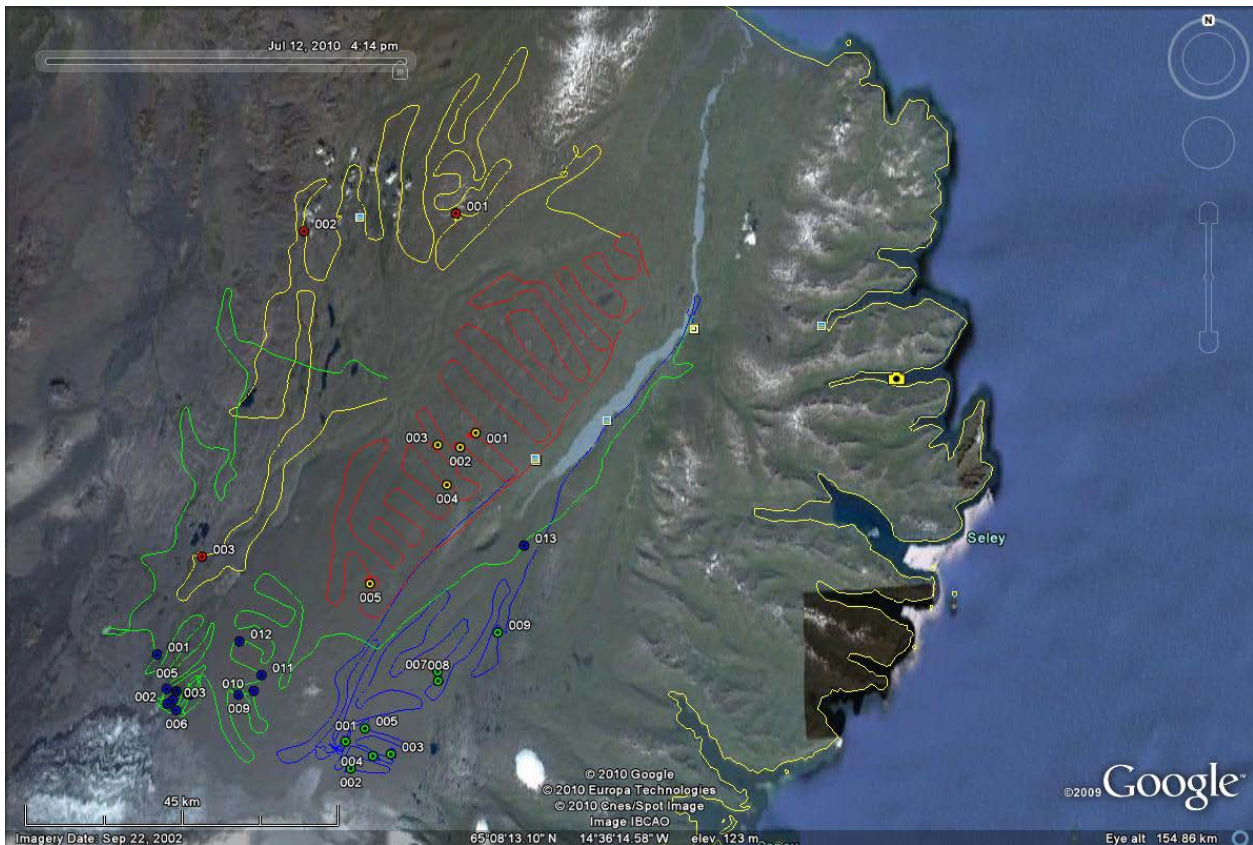 Jul 12, 2010 4:14 pm
N
001
002
003
001
002
004
003
013
005
009
012
001
011
007008
005
002
003
010
009
006
005
001
003
004
002
Seley
45 km
© 2010 Google
© 2010 Europa Technologies
© 2010 Cnes/Spot Image
Image IBCAO
©2009 Google™
Imagery Date: Sep 22, 2002
65°08'13.10" N 14°36'14.58" W elev 123 m
Eye alt 154.86 km